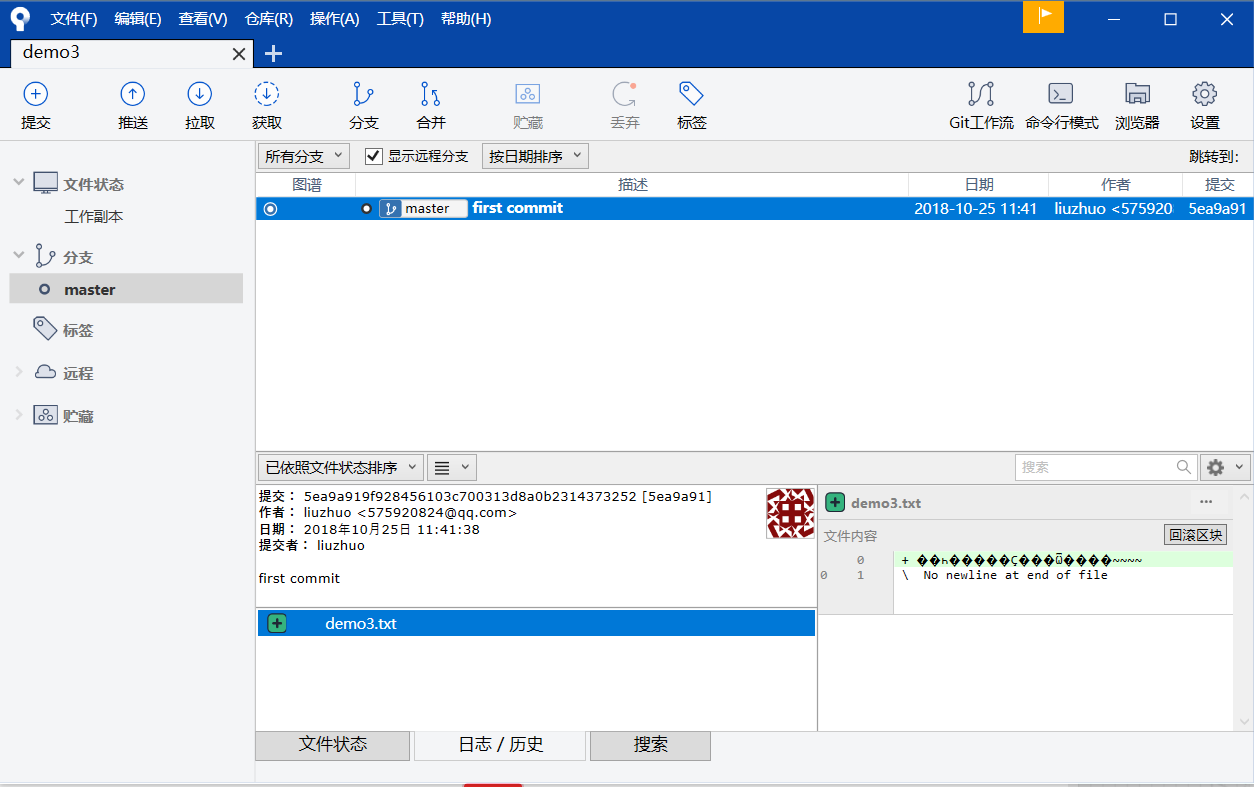 文件(F) 编辑(E) 查看(V) 仓库(R) 操作(A) 工具(T) 帮助(H)
demo3
提交 推送 拉取 获取 分支 合并 贮藏 丢弃 标签 Git工作流 命令行模式 浏览器 设置
所有分支 显示远程分支 按日期排序 跳转到:
图谱 描述 日期 作者 提交
master first commit 2018-10-25 11:41 liuzhuo <575920 5ea9a91
文件状态
工作副本
分支
master
标签
远程
贮藏
已依照文件状态排序 搜索
提交： 5ea9a919f928456103c700313d8a0b2314373252 [5ea9a91]
作者： liuzhuo <575920824@qq.com>
日期： 2018年10月25日 11:41:38
提交者： liuzhuo
first commit
demo3.txt
demo3.txt
文件内容 回滚区块
0 + ��ԣ�����Ç���ŵ����~~~~
0 1 \ No newline at end of file
文件状态 日志 / 历史 搜索